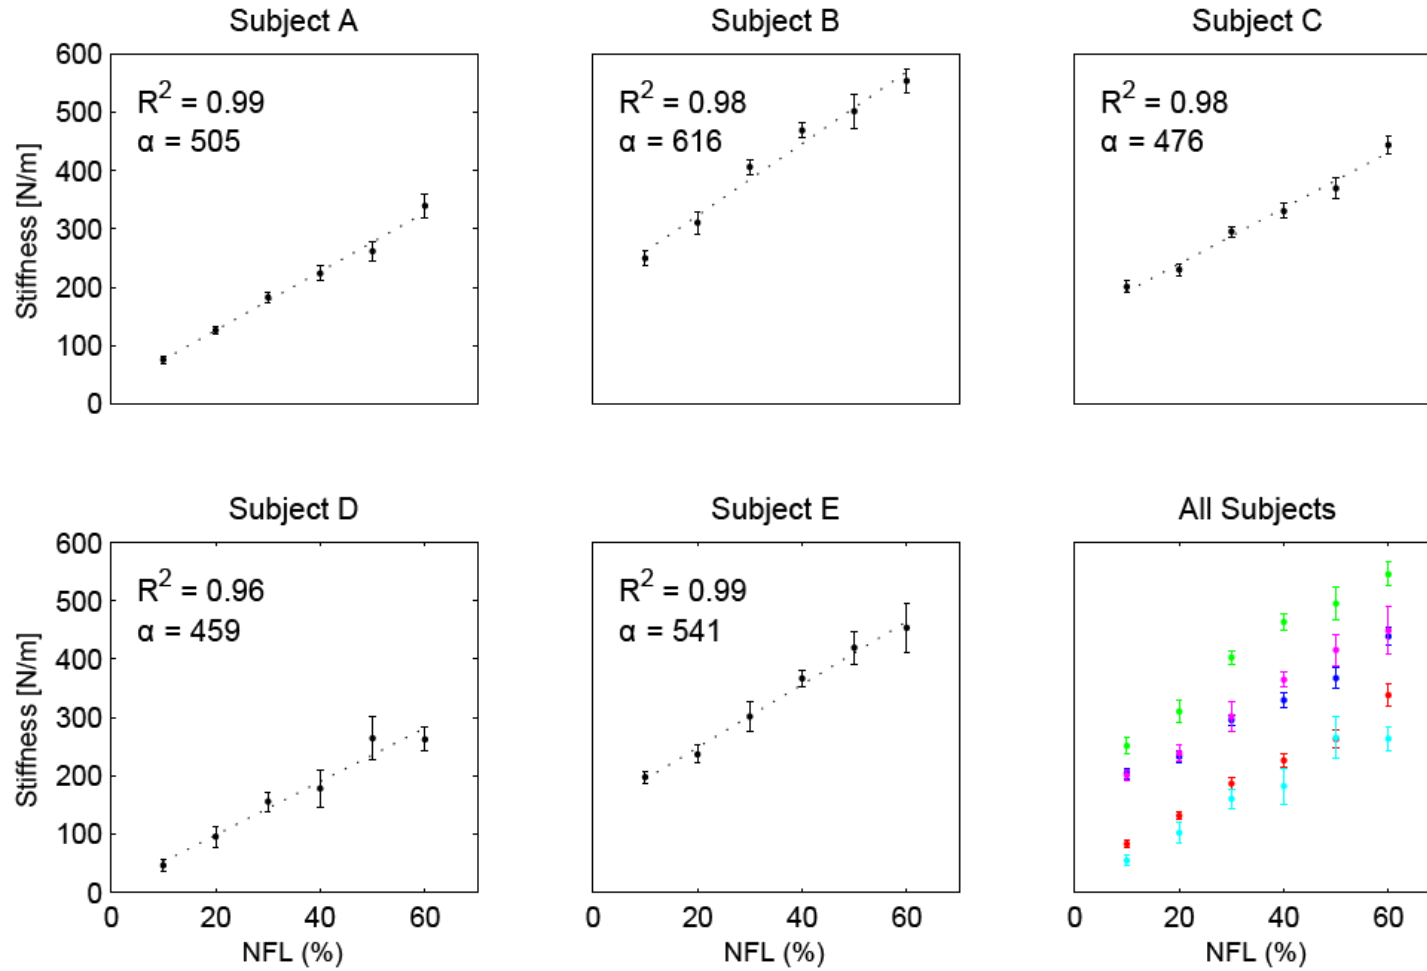 Subject A
Subject B
Subject C
600
500
400
300
200
100
0
Stiffness [N/m]
R² = 0.99
α = 505
R² = 0.98
α = 616
R² = 0.98
α = 476
Subject D
Subject E
All Subjects
600
500
400
300
200
100
0
Stiffness [N/m]
R² = 0.96
α = 459
R² = 0.99
α = 541
0 20 40 60
0 20 40 60
0 20 40 60
NFL (%)
NFL (%)
NFL (%)